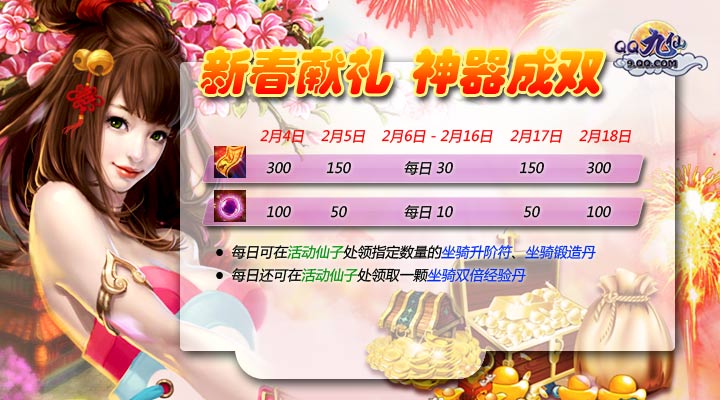 QQ九仙
9.QQ.COM
新春献礼 神器成双
2月4日 2月5日 2月6日 - 2月16日 2月17日 2月18日
300 150 每日 30 150 300
100 50 每日 10 50 100
● 每日可在活动仙子处领指定数量的坐骑升阶符、坐骑锻造丹
● 每日还可在活动仙子处领取一颗坐骑双倍经验丹